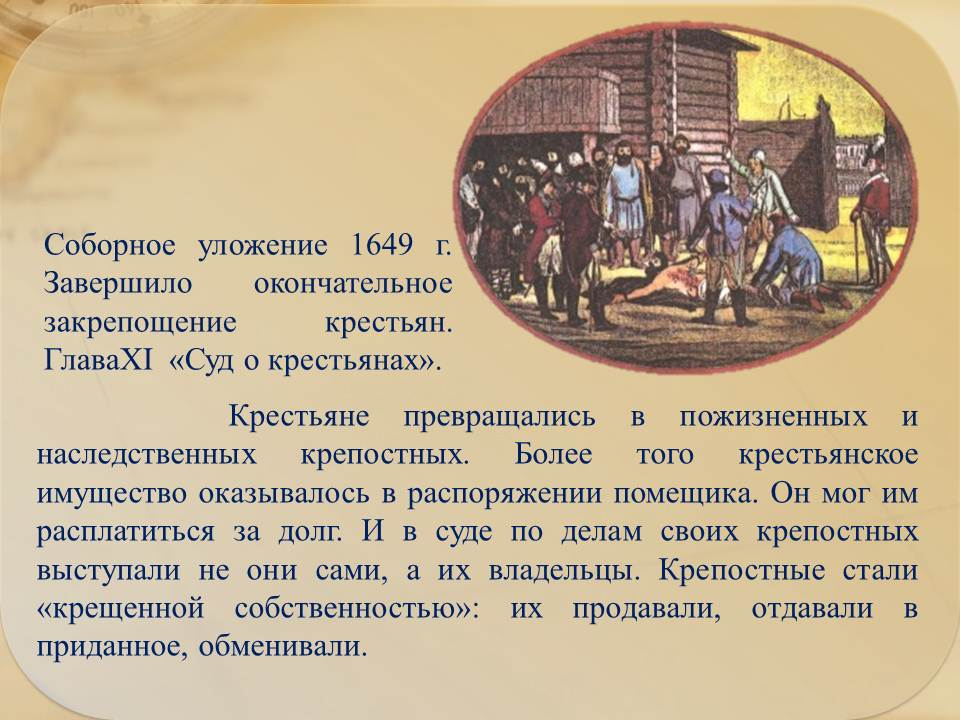 Соборное уложение 1649 г.
Завершило окончательное
закрепощение крестьян.
ГлаваXI «Суд о крестьянах».
Крестьяне превращались в пожизненных и
наследственных крепостных. Более того крестьянское
имущество оказывалось в распоряжении помещика. Он мог им
расплатиться за долг. И в суде по делам своих крепостных
выступали не они сами, а их владельцы. Крепостные стали
«крещенной собственностью»: их продавали, отдавали в
приданное, обменивали.